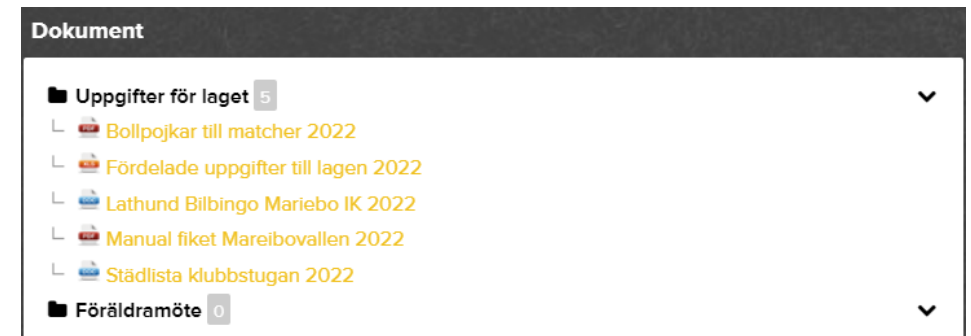 Dokument
Uppgifter för laget 5
Bollpojkar till matcher 2022
Fördelade uppgifter till lagen 2022
Lathund Bilbingo Mariebo IK 2022
Manual fiket Mareibovallen 2022
Städlista klubbstugan 2022
Föräldramöte 0